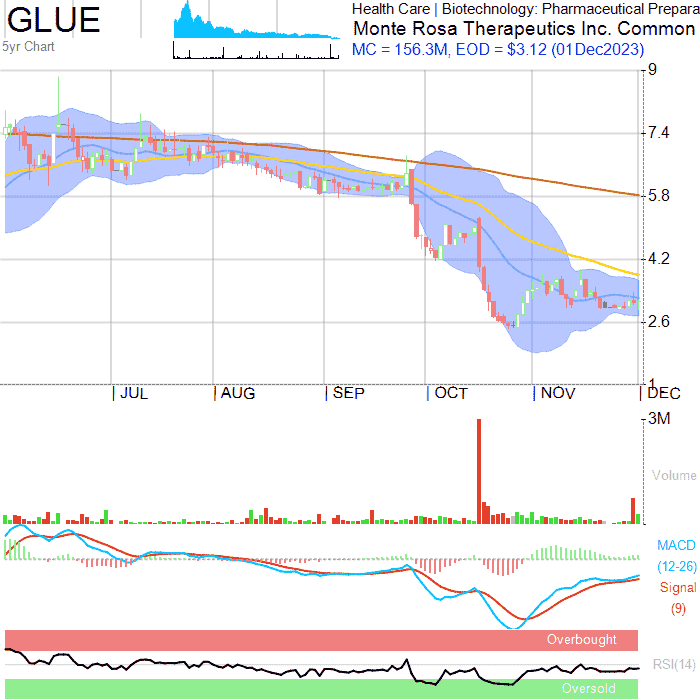 GLUE
Health Care | Biotechnology: Pharmaceutical Prepara
Monte Rosa Therapeutics Inc. Common
5yr Chart
MC = 156.3M, EOD = $3.12 (01Dec2023)
9
7.4
5.8
4.2
2.6
1
| JUL | AUG | SEP | OCT | NOV | DEC
3M
Volume
MACD
(12-26)
Signal
(9)
Overbought
RSI(14)
Oversold